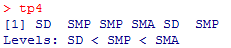 > tp4
[1] SD  SMP SMP SMA SD  SMP
Levels: SD < SMP < SMA